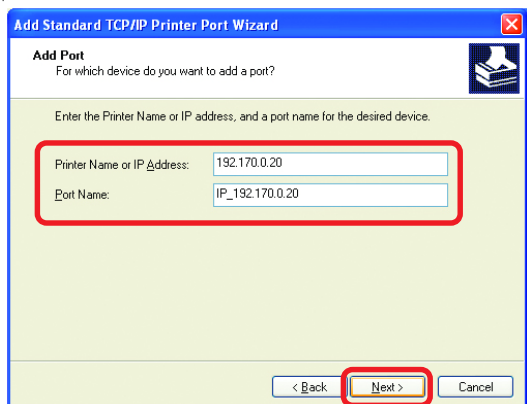 Add Standard TCP/IP Printer Port Wizard
Add Port
For which device do you want to add a port?
Enter the Printer Name or IP address, and a port name for the desired device.
Printer Name or IP Address: 192.170.0.20
Port Name: IP_192.170.0.20
< Back Next > Cancel